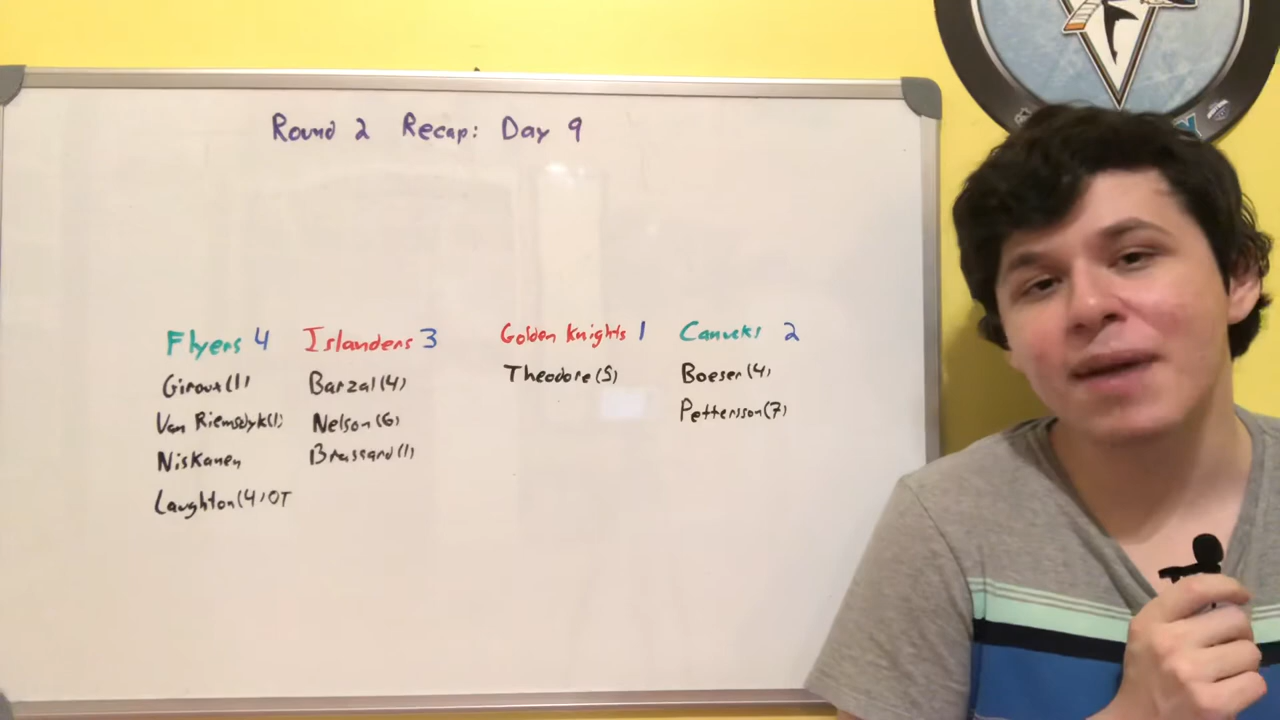 Round 2 Recap: Day 9
Flyers 4 Islanders 3 Golden Knights 1 Canucks 2
Giroux(1) Barzal(4) Theodore(5) Boeser(4)
Van Riemsdyk(1) Nelson(6) Pettersson(7)
Niskanen Brassard(1)
Laughton(4)OT